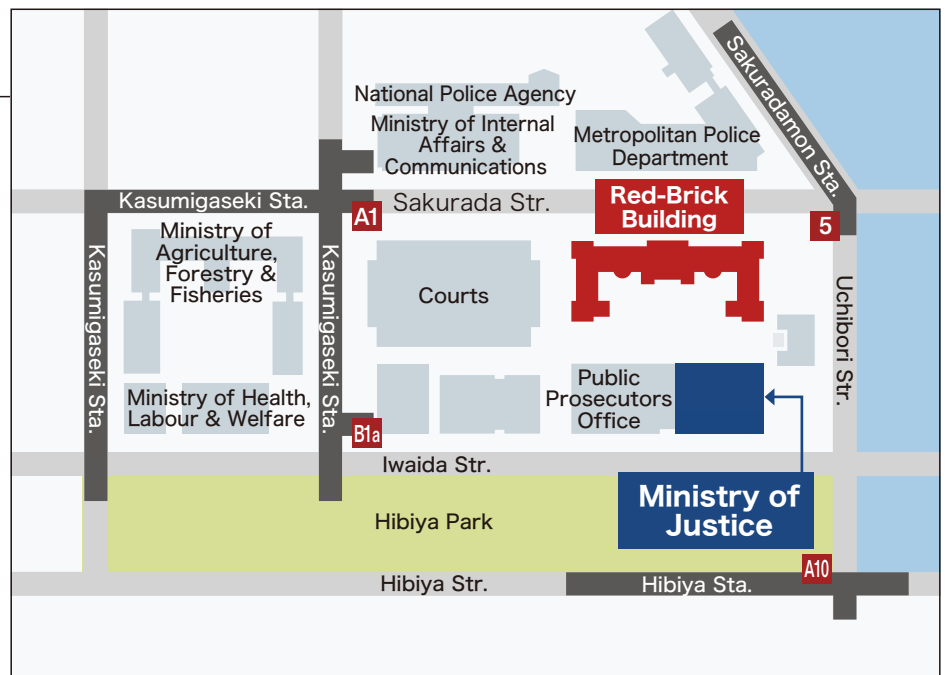 National Police Agency
Ministry of Internal
Affairs &
Communications
Metropolitan Police
Department
Sakuradamon Sta.
Kasumigaseki Sta.
A1
Sakurada Str.
Red-Brick
Building
5
Ministry of
Agriculture,
Forestry &
Fisheries
Kasumigaseki Sta.
Kasumigaseki Sta.
Courts
Uchibori Str.
Ministry of Health,
Labour & Welfare
Public
Prosecutors
Office
B1a
Iwaida Str.
Ministry of
Justice
Hibiya Park
A10
Hibiya Str.
Hibiya Sta.